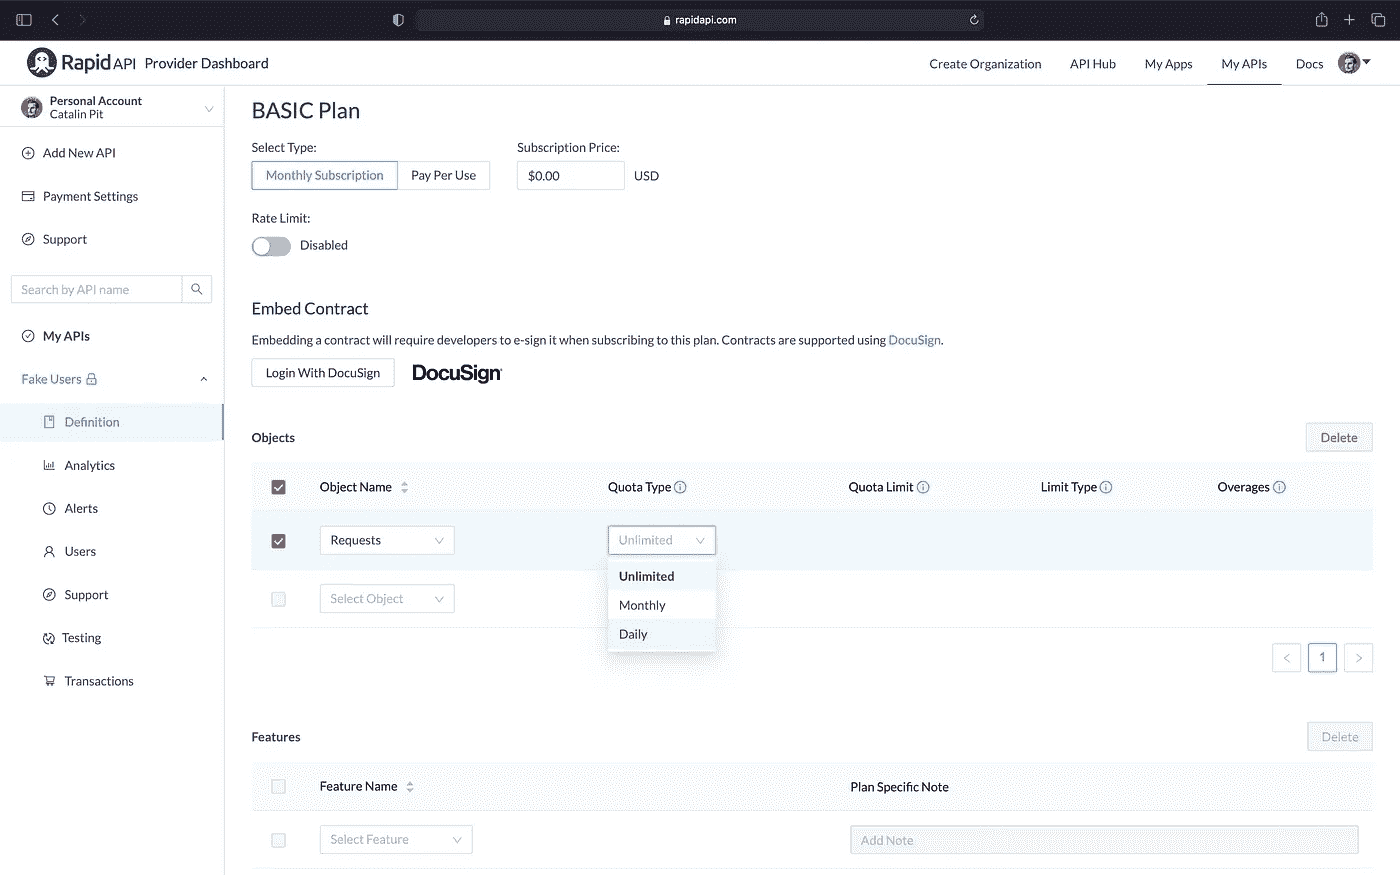 rapidapi.com
RapidAPI Provider Dashboard
Create Organization
API Hub
My Apps
My APIs
Docs
Personal Account
Catalin Pit
Add New API
Payment Settings
Support
Search by API name
My APIs
Fake Users
Definition
Analytics
Alerts
Users
Support
Testing
Transactions
BASIC Plan
Select Type:
Subscription Price:
Monthly Subscription
Pay Per Use
$0.00
USD
Rate Limit:
Disabled
Embed Contract
Embedding a contract will require developers to e-sign it when subscribing to this plan. Contracts are supported using DocuSign.
Login With DocuSign
DocuSign
Objects
Delete
Object Name
Quota Type
Quota Limit
Limit Type
Overages
Requests
Unlimited
Unlimited
Monthly
Daily
Select Object
< 1 >
Features
Delete
Feature Name
Plan Specific Note
Select Feature
Add Note